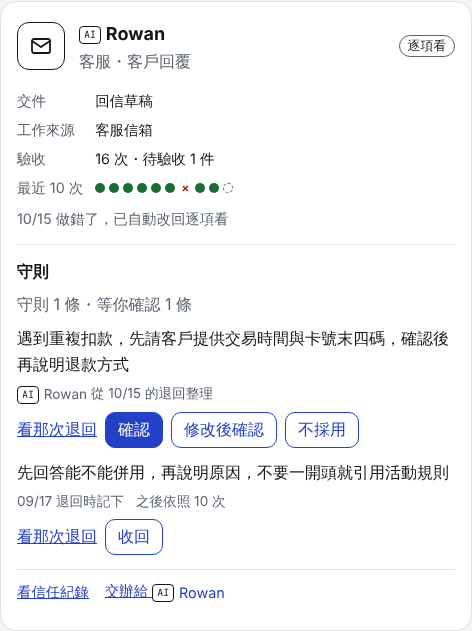 AI Rowan
客服・客戶回覆
逐項看
交件 回信草稿
工作來源 客服信箱
驗收 16 次・待驗收 1 件
最近 10 次
10/15 做錯了，已自動改回逐項看
守則
守則 1 條・等你確認 1 條
遇到重複扣款，先請客戶提供交易時間與卡號末四碼，確認後
再說明退款方式
AI Rowan 從 10/15 的退回整理
看那次退回 確認 修改後確認 不採用
先回答能不能併用，再說明原因，不要一開頭就引用活動規則
09/17 退回時記下 之後依照 10 次
看那次退回 收回
看信任紀錄 交辦給 AI Rowan